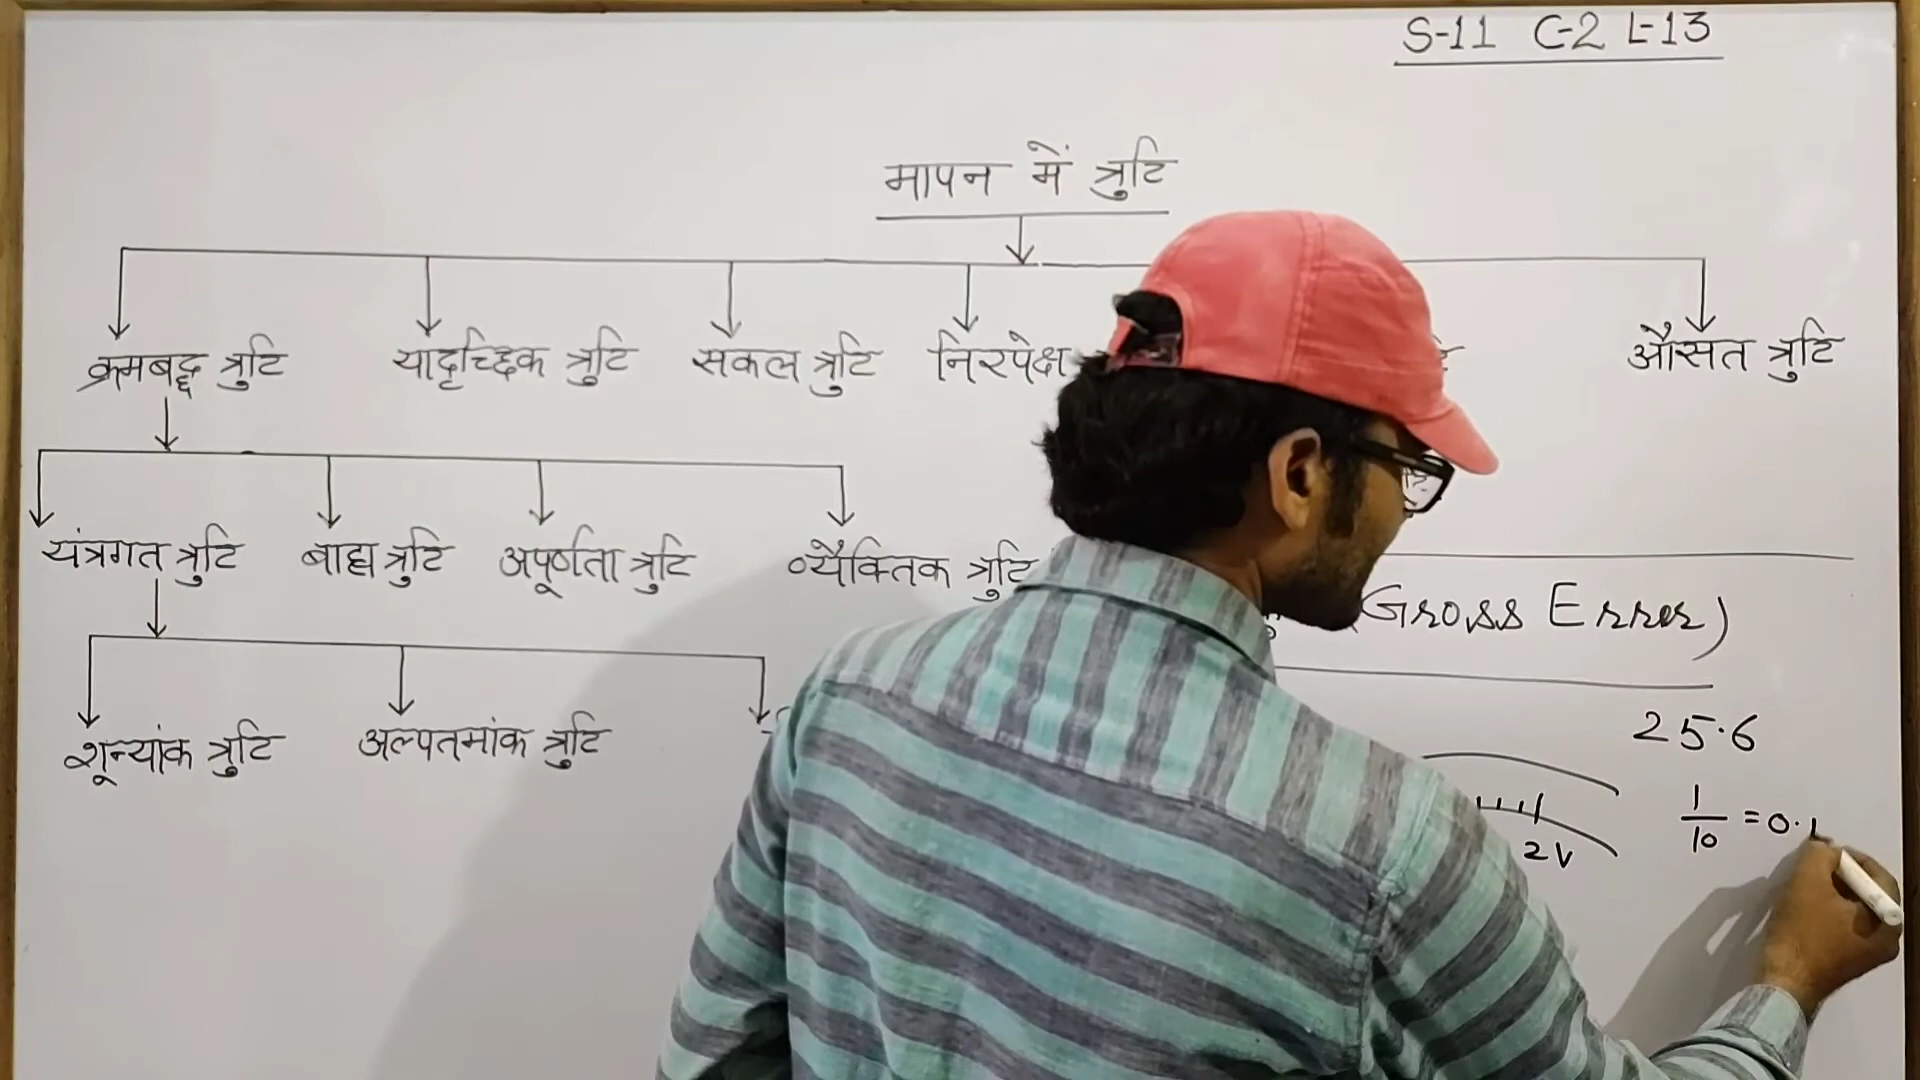 S-11 C-2 L-13
मापन में त्रुटि
क्रमबद्ध त्रुटि यादृच्छिक त्रुटि सकल त्रुटि निरपेक्ष औसत त्रुटि
यंत्रगत त्रुटि बाह्य त्रुटि अपूर्णता त्रुटि व्यैक्तिक त्रुटि
(Gross Error)
शून्यांक त्रुटि अल्पतमांक त्रुटि
25.6
1/10 = 0.1
2V